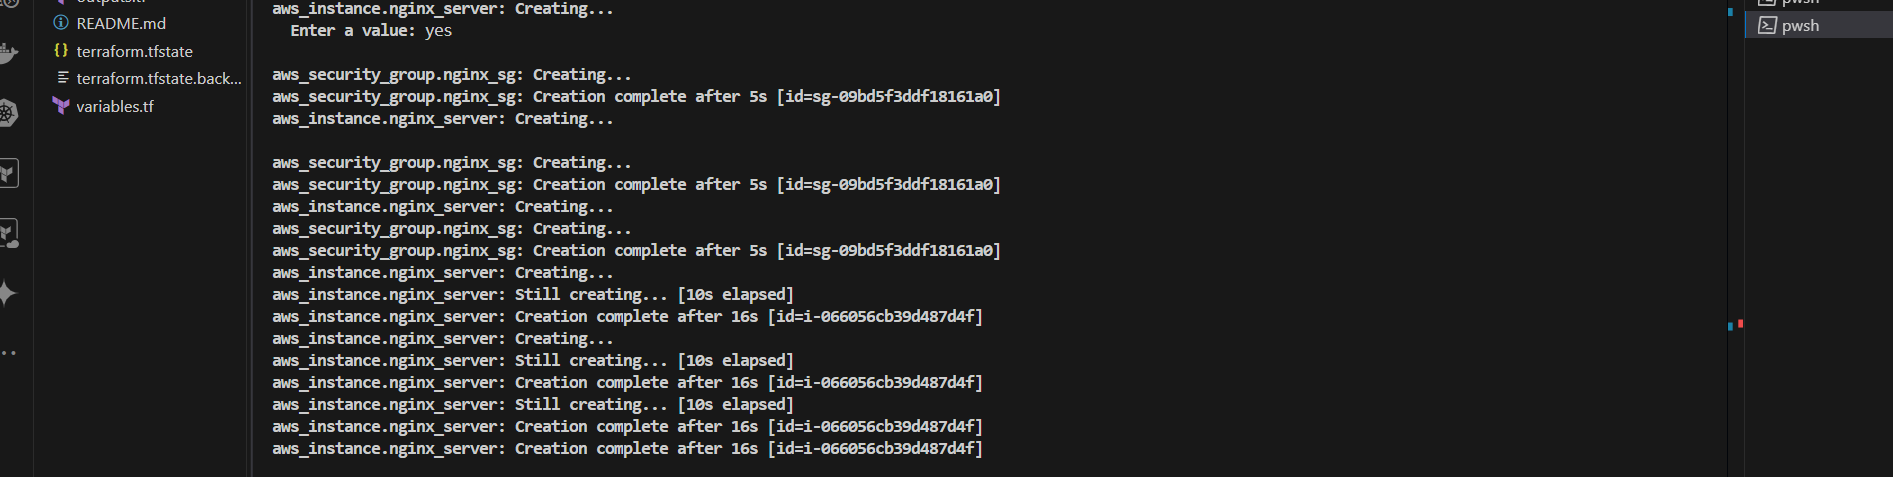 README.md
terraform.tfstate
terraform.tfstate.back...
variables.tf
aws_instance.nginx_server: Creating...
Enter a value: yes
aws_security_group.nginx_sg: Creating...
aws_security_group.nginx_sg: Creation complete after 5s [id=sg-09bd5f3ddf18161a0]
aws_instance.nginx_server: Creating...
aws_security_group.nginx_sg: Creating...
aws_security_group.nginx_sg: Creation complete after 5s [id=sg-09bd5f3ddf18161a0]
aws_instance.nginx_server: Creating...
aws_security_group.nginx_sg: Creating...
aws_security_group.nginx_sg: Creation complete after 5s [id=sg-09bd5f3ddf18161a0]
aws_instance.nginx_server: Creating...
aws_instance.nginx_server: Still creating... [10s elapsed]
aws_instance.nginx_server: Creation complete after 16s [id=i-066056cb39d487d4f]
aws_instance.nginx_server: Creating...
aws_instance.nginx_server: Still creating... [10s elapsed]
aws_instance.nginx_server: Creation complete after 16s [id=i-066056cb39d487d4f]
aws_instance.nginx_server: Still creating... [10s elapsed]
aws_instance.nginx_server: Creation complete after 16s [id=i-066056cb39d487d4f]
aws_instance.nginx_server: Creation complete after 16s [id=i-066056cb39d487d4f]
pwsh
pwsh